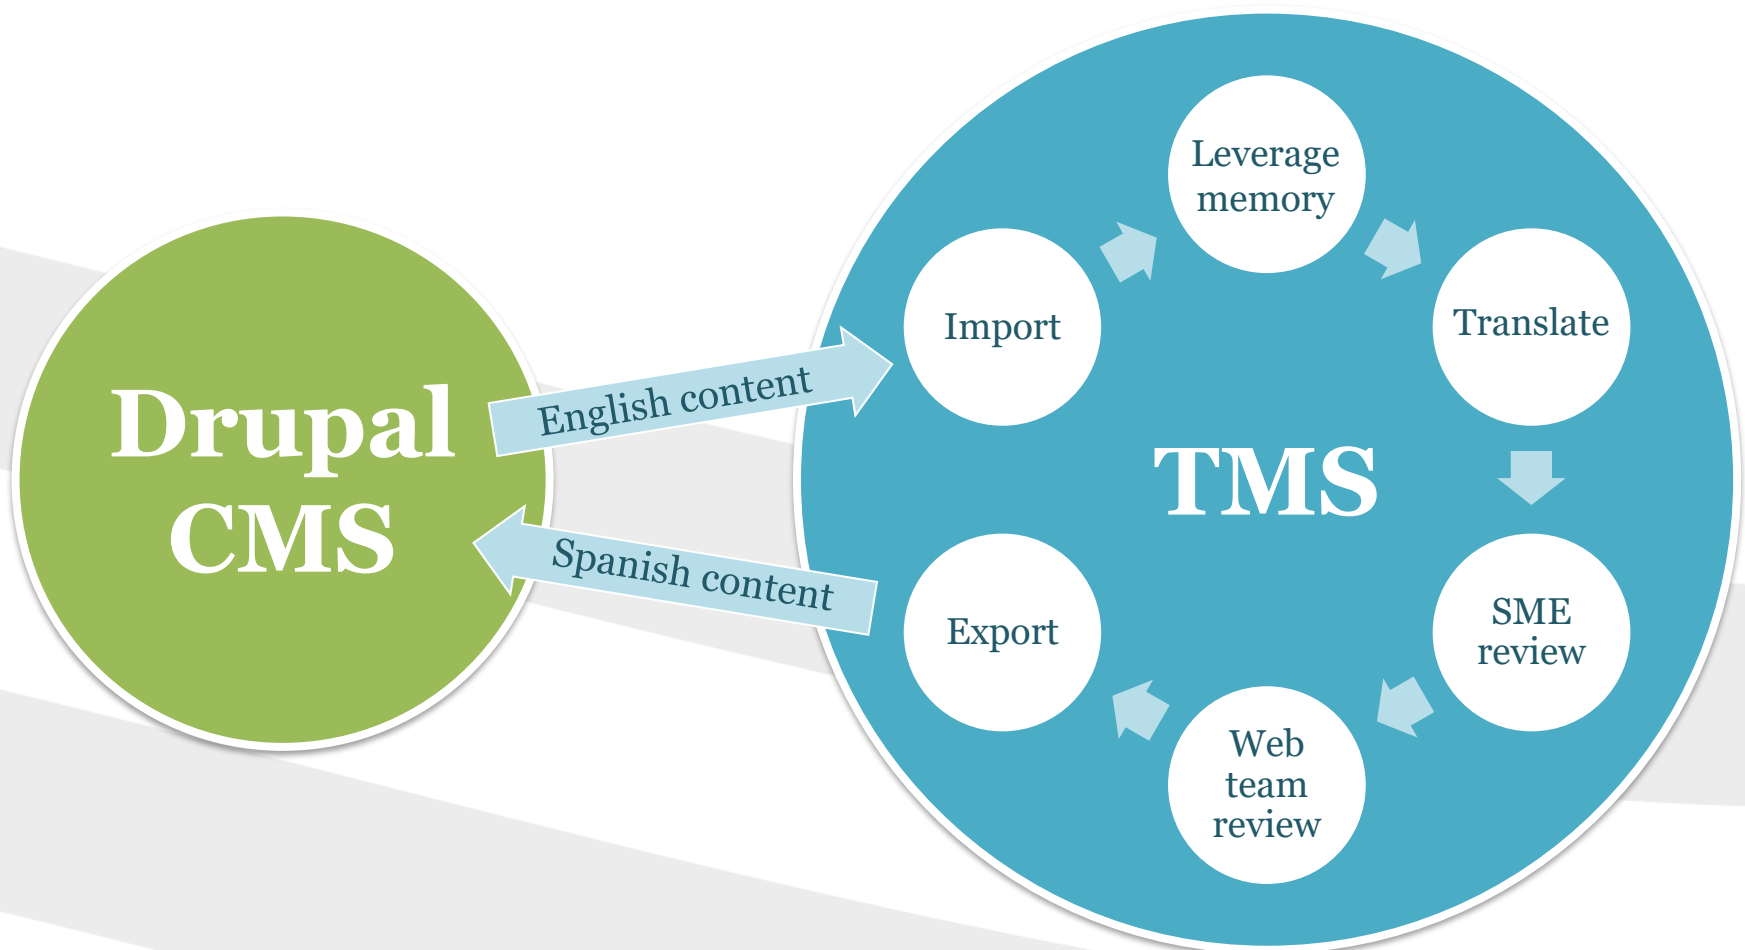 Drupal
CMS
English content
Spanish content
TMS
Import
Leverage
memory
Translate
SME
review
Web
team
review
Export